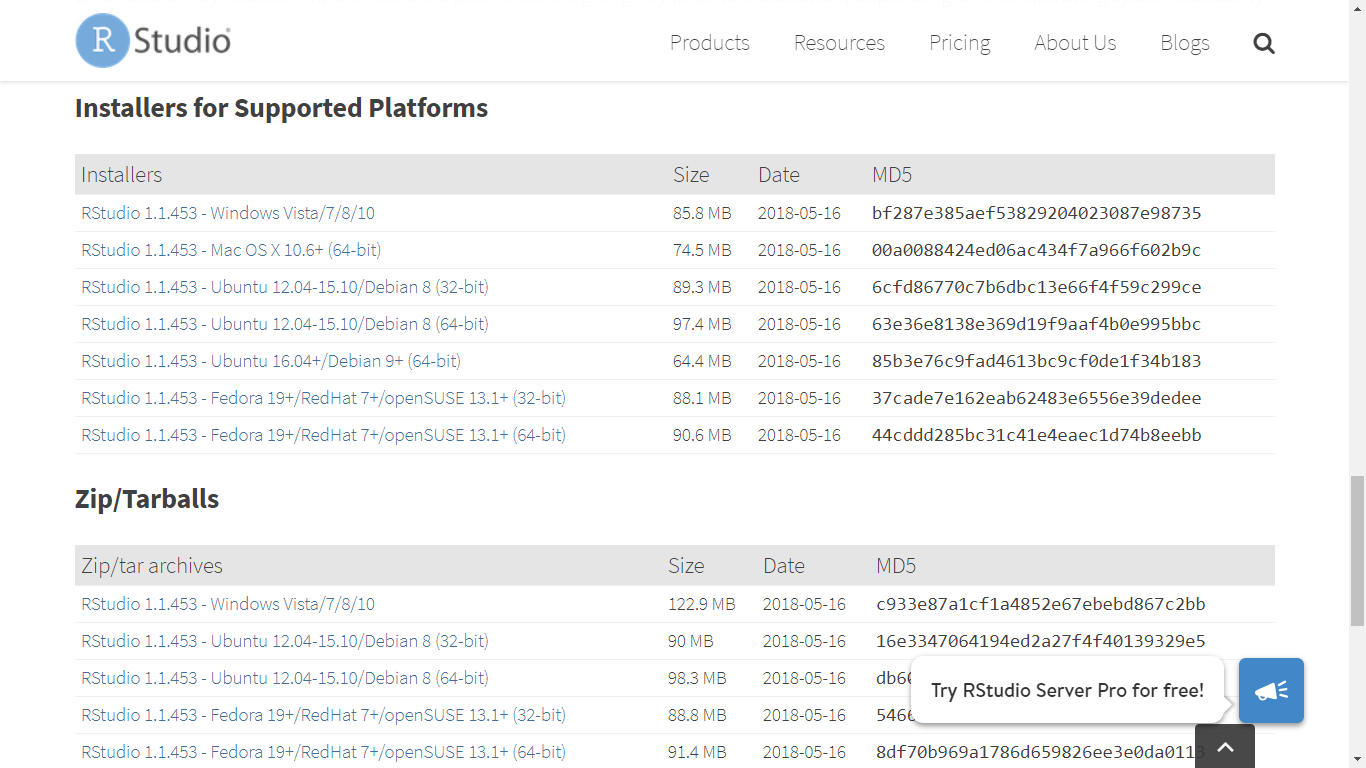 R Studio®
Products Resources Pricing About Us Blogs
Installers for Supported Platforms
Installers Size Date MD5
RStudio 1.1.453 - Windows Vista/7/8/10 85.8 MB 2018-05-16 bf287e385aef53829204023087e98735
RStudio 1.1.453 - Mac OS X 10.6+ (64-bit) 74.5 MB 2018-05-16 00a0088424ed06ac434f7a966f602b9c
RStudio 1.1.453 - Ubuntu 12.04-15.10/Debian 8 (32-bit) 89.3 MB 2018-05-16 6cfd86770c7b6dbc13e66f4f59c299ce
RStudio 1.1.453 - Ubuntu 12.04-15.10/Debian 8 (64-bit) 97.4 MB 2018-05-16 63e36e8138e369d19f9aaf4b0e995bbc
RStudio 1.1.453 - Ubuntu 16.04+/Debian 9+ (64-bit) 64.4 MB 2018-05-16 85b3e76c9fad4613bc9cf0de1f34b183
RStudio 1.1.453 - Fedora 19+/RedHat 7+/openSUSE 13.1+ (32-bit) 88.1 MB 2018-05-16 37cade7e162eab62483e6556e39dedee
RStudio 1.1.453 - Fedora 19+/RedHat 7+/openSUSE 13.1+ (64-bit) 90.6 MB 2018-05-16 44cddd285bc31c41e4eaec1d74b8eebb
Zip/Tarballs
Zip/tar archives Size Date MD5
RStudio 1.1.453 - Windows Vista/7/8/10 122.9 MB 2018-05-16 c933e87a1cf1a4852e67ebebd867c2bb
RStudio 1.1.453 - Ubuntu 12.04-15.10/Debian 8 (32-bit) 90 MB 2018-05-16 16e3347064194ed2a27f4f40139329e5
RStudio 1.1.453 - Ubuntu 12.04-15.10/Debian 8 (64-bit) 98.3 MB 2018-05-16
Try RStudio Server Pro for free!
RStudio 1.1.453 - Fedora 19+/RedHat 7+/openSUSE 13.1+ (32-bit) 88.8 MB 2018-05-16
RStudio 1.1.453 - Fedora 19+/RedHat 7+/openSUSE 13.1+ (64-bit) 91.4 MB 2018-05-16 8df70b969a1786d659826ee3e0da0113